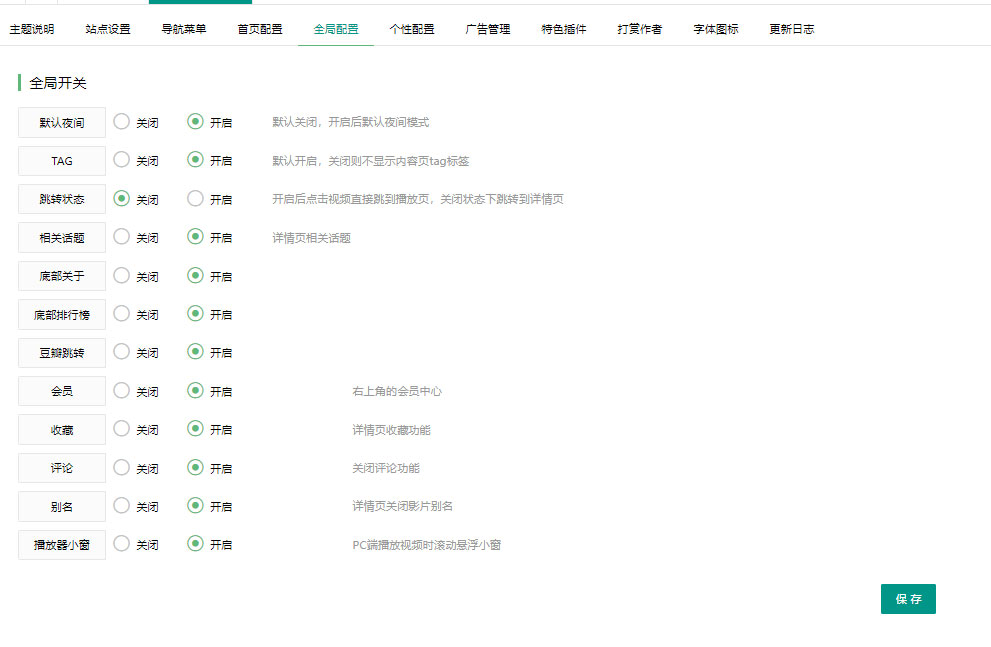 主题说明 站点设置 导航菜单 首页配置 全局配置 个性配置 广告管理 特色插件 打赏作者 字体图标 更新日志
全局开关
默认夜间 关闭 开启 默认关闭，开启后默认夜间模式
TAG 关闭 开启 默认开启，关闭则不显示内容页tag标签
跳转状态 关闭 开启 开启后点击视频直接跳到播放页，关闭状态下跳转到详情页
相关话题 关闭 开启 详情页相关话题
底部关于 关闭 开启
底部排行榜 关闭 开启
豆瓣跳转 关闭 开启
会员 关闭 开启 右上角的会员中心
收藏 关闭 开启 详情页收藏功能
评论 关闭 开启 关闭评论功能
别名 关闭 开启 详情页关闭影片别名
播放器小窗 关闭 开启 PC端播放视频时滚动悬浮小窗
保存